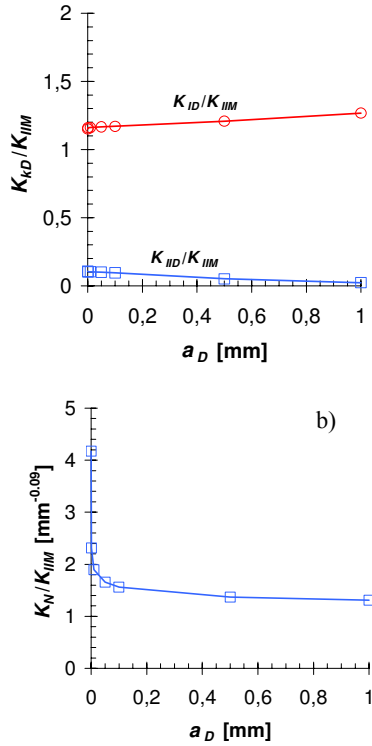 2
1,5
1
0,5
0
K_kD/K_IIM
K_ID/K_IIM
K_IID/K_IIM
0 0,2 0,4 0,6 0,8 1
a_D [mm]
b)
5
4
3
2
1
0
K_N/K_IIM [mm^-0.09]
0 0,2 0,4 0,6 0,8 1
a_D [mm]